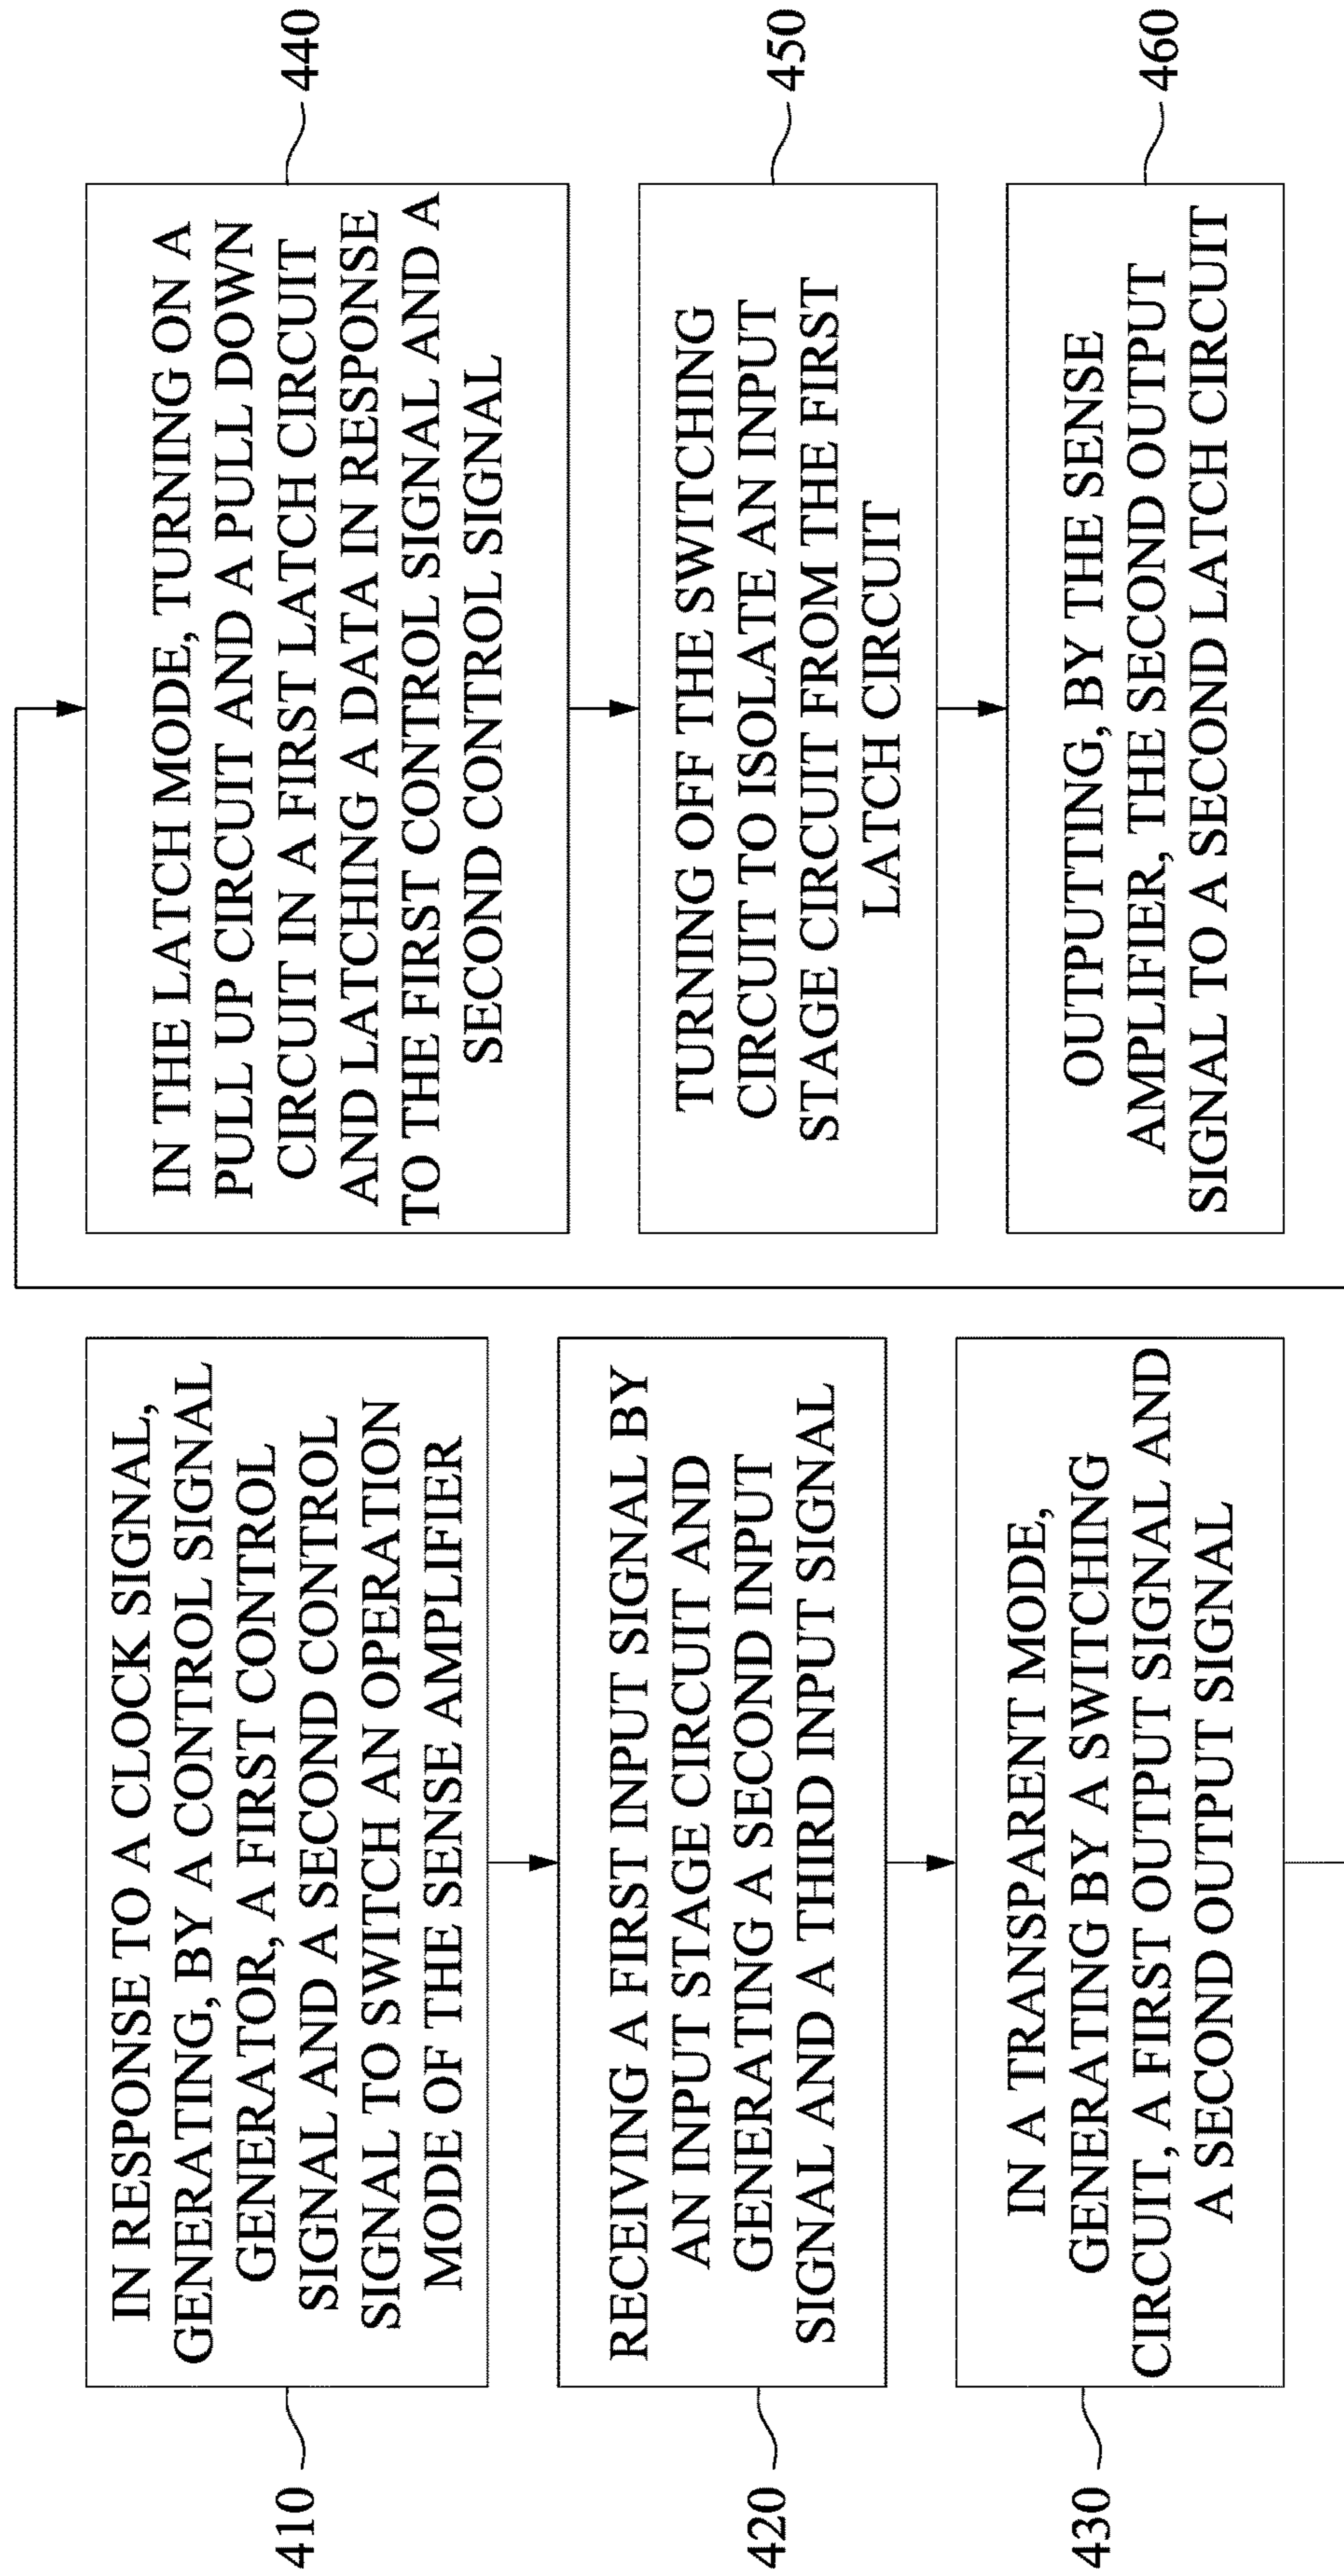 410
IN RESPONSE TO A CLOCK SIGNAL,
GENERATING, BY A CONTROL SIGNAL
GENERATOR, A FIRST CONTROL
SIGNAL AND A SECOND CONTROL
SIGNAL TO SWITCH AN OPERATION
MODE OF THE SENSE AMPLIFIER
420
RECEIVING A FIRST INPUT SIGNAL BY
AN INPUT STAGE CIRCUIT AND
GENERATING A SECOND INPUT
SIGNAL AND A THIRD INPUT SIGNAL
430
IN A TRANSPARENT MODE,
GENERATING BY A SWITCHING
CIRCUIT, A FIRST OUTPUT SIGNAL AND
A SECOND OUTPUT SIGNAL
440
IN THE LATCH MODE, TURNING ON A
PULL UP CIRCUIT AND A PULL DOWN
CIRCUIT IN A FIRST LATCH CIRCUIT
AND LATCHING A DATA IN RESPONSE
TO THE FIRST CONTROL SIGNAL AND A
SECOND CONTROL SIGNAL
450
TURNING OFF THE SWITCHING
CIRCUIT TO ISOLATE AN INPUT
STAGE CIRCUIT FROM THE FIRST
LATCH CIRCUIT
460
OUTPUTTING, BY THE SENSE
AMPLIFIER, THE SECOND OUTPUT
SIGNAL TO A SECOND LATCH CIRCUIT